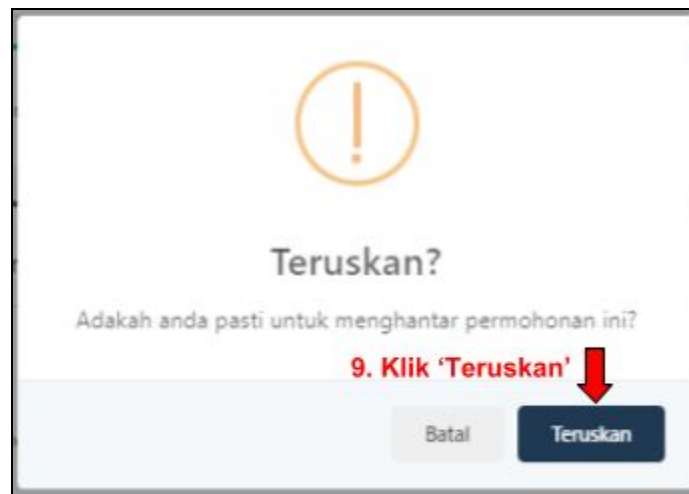 Teruskan?
Adakah anda pasti untuk menghantar permohonan ini?
9. Klik ‘Teruskan’
Batal
Teruskan